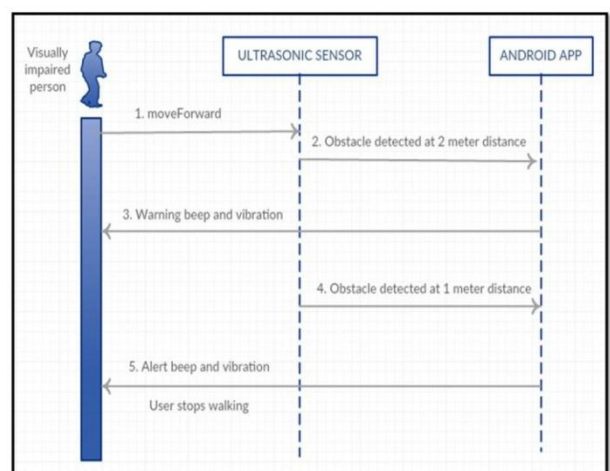 Visually
impaired
person
ULTRASONIC SENSOR
ANDROID APP
1. moveForward
2. Obstacle detected at 2 meter distance
3. Warning beep and vibration
4. Obstacle detected at 1 meter distance
5. Alert beep and vibration
User stops walking